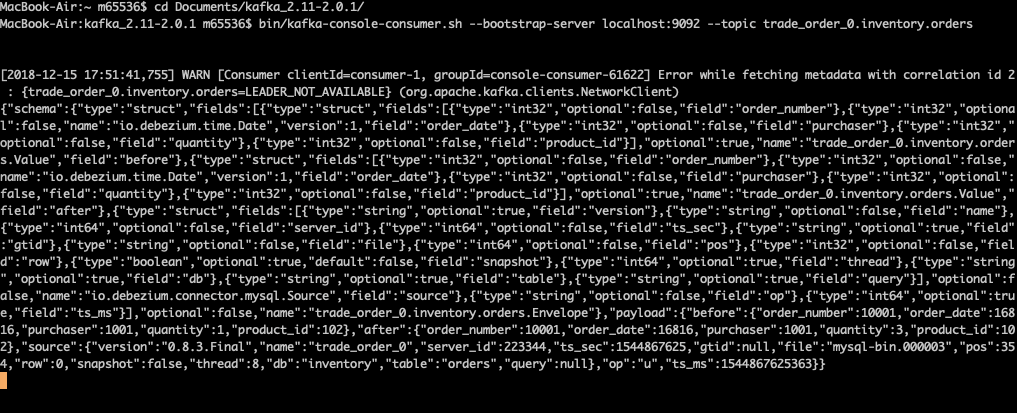 MacBook-Air:~ m65536$ cd Documents/kafka_2.11-2.0.1/
MacBook-Air:kafka_2.11-2.0.1 m65536$ bin/kafka-console-consumer.sh --bootstrap-server localhost:9092 --topic trade_order_0.inventory.orders
[2018-12-15 17:51:41,755] WARN [Consumer clientId=consumer-1, groupId=console-consumer-61622] Error while fetching metadata with correlation id 2
: {trade_order_0.inventory.orders=LEADER_NOT_AVAILABLE} (org.apache.kafka.clients.NetworkClient)
{"schema":{"type":"struct","fields":[{"type":"struct","fields":[{"type":"int32","optional":false,"field":"order_number"},{"type":"int32","optiona
l":false,"name":"io.debezium.time.Date","version":1,"field":"order_date"},{"type":"int32","optional":false,"field":"purchaser"},{"type":"int32","
optional":false,"field":"quantity"},{"type":"int32","optional":false,"field":"product_id"}],"optional":true,"name":"trade_order_0.inventory.order
s.Value","field":"before"},{"type":"struct","fields":[{"type":"int32","optional":false,"field":"order_number"},{"type":"int32","optional":false,"
name":"io.debezium.time.Date","version":1,"field":"order_date"},{"type":"int32","optional":false,"field":"purchaser"},{"type":"int32","optional":
false,"field":"quantity"},{"type":"int32","optional":false,"field":"product_id"}],"optional":true,"name":"trade_order_0.inventory.orders.Value","
field":"after"},{"type":"struct","fields":[{"type":"string","optional":true,"field":"version"},{"type":"string","optional":false,"field":"name"},
{"type":"int64","optional":false,"field":"server_id"},{"type":"int64","optional":false,"field":"ts_sec"},{"type":"string","optional":true,"field"
:"gtid"},{"type":"string","optional":false,"field":"file"},{"type":"int64","optional":false,"field":"pos"},{"type":"int32","optional":false,"fiel
d":"row"},{"type":"boolean","optional":true,"default":false,"field":"snapshot"},{"type":"int64","optional":true,"field":"thread"},{"type":"string
","optional":true,"field":"db"},{"type":"string","optional":true,"field":"table"},{"type":"string","optional":true,"field":"query"}],"optional":f
alse,"name":"io.debezium.connector.mysql.Source","field":"source"},{"type":"string","optional":false,"field":"op"},{"type":"int64","optional":tru
e,"field":"ts_ms"}],"optional":false,"name":"trade_order_0.inventory.orders.Envelope"},"payload":{"before":{"order_number":10001,"order_date":168
16,"purchaser":1001,"quantity":1,"product_id":102},"after":{"order_number":10001,"order_date":16816,"purchaser":1001,"quantity":3,"product_id":10
2},"source":{"version":"0.8.3.Final","name":"trade_order_0","server_id":223344,"ts_sec":1544867625,"gtid":null,"file":"mysql-bin.000003","pos":35
4,"row":0,"snapshot":false,"thread":8,"db":"inventory","table":"orders","query":null},"op":"u","ts_ms":1544867625363}}